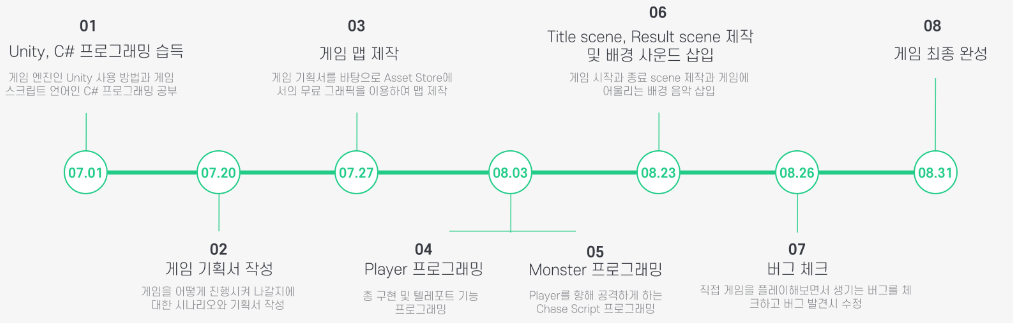 01
Unity, C# 프로그래밍 습득
게임 엔진인 Unity 사용 방법과 게임
스크립트 언어인 C# 프로그래밍 공부
03
게임 맵 제작
게임 기획서를 바탕으로 Asset Store에
서의 무료 그래픽을 이용하여 맵 제작
06
Title scene, Result scene 제작
및 배경 사운드 삽입
게임 시작과 종료 scene 제작과 게임에
어울리는 배경 음악 삽입
08
게임 최종 완성
07.01
07.20
07.27
08.03
08.23
08.26
08.31
02
게임 기획서 작성
게임을 어떻게 진행시켜 나갈지에
대한 시나리오와 기획서 작성
04
Player 프로그래밍
총 구현 및 텔레포트 기능
프로그래밍
05
Monster 프로그래밍
Player를 향해 공격하게 하는
Chase Script 프로그래밍
07
버그 체크
직접 게임을 플레이해보면서 생기는 버그를 체
크하고 버그 발견시 수정